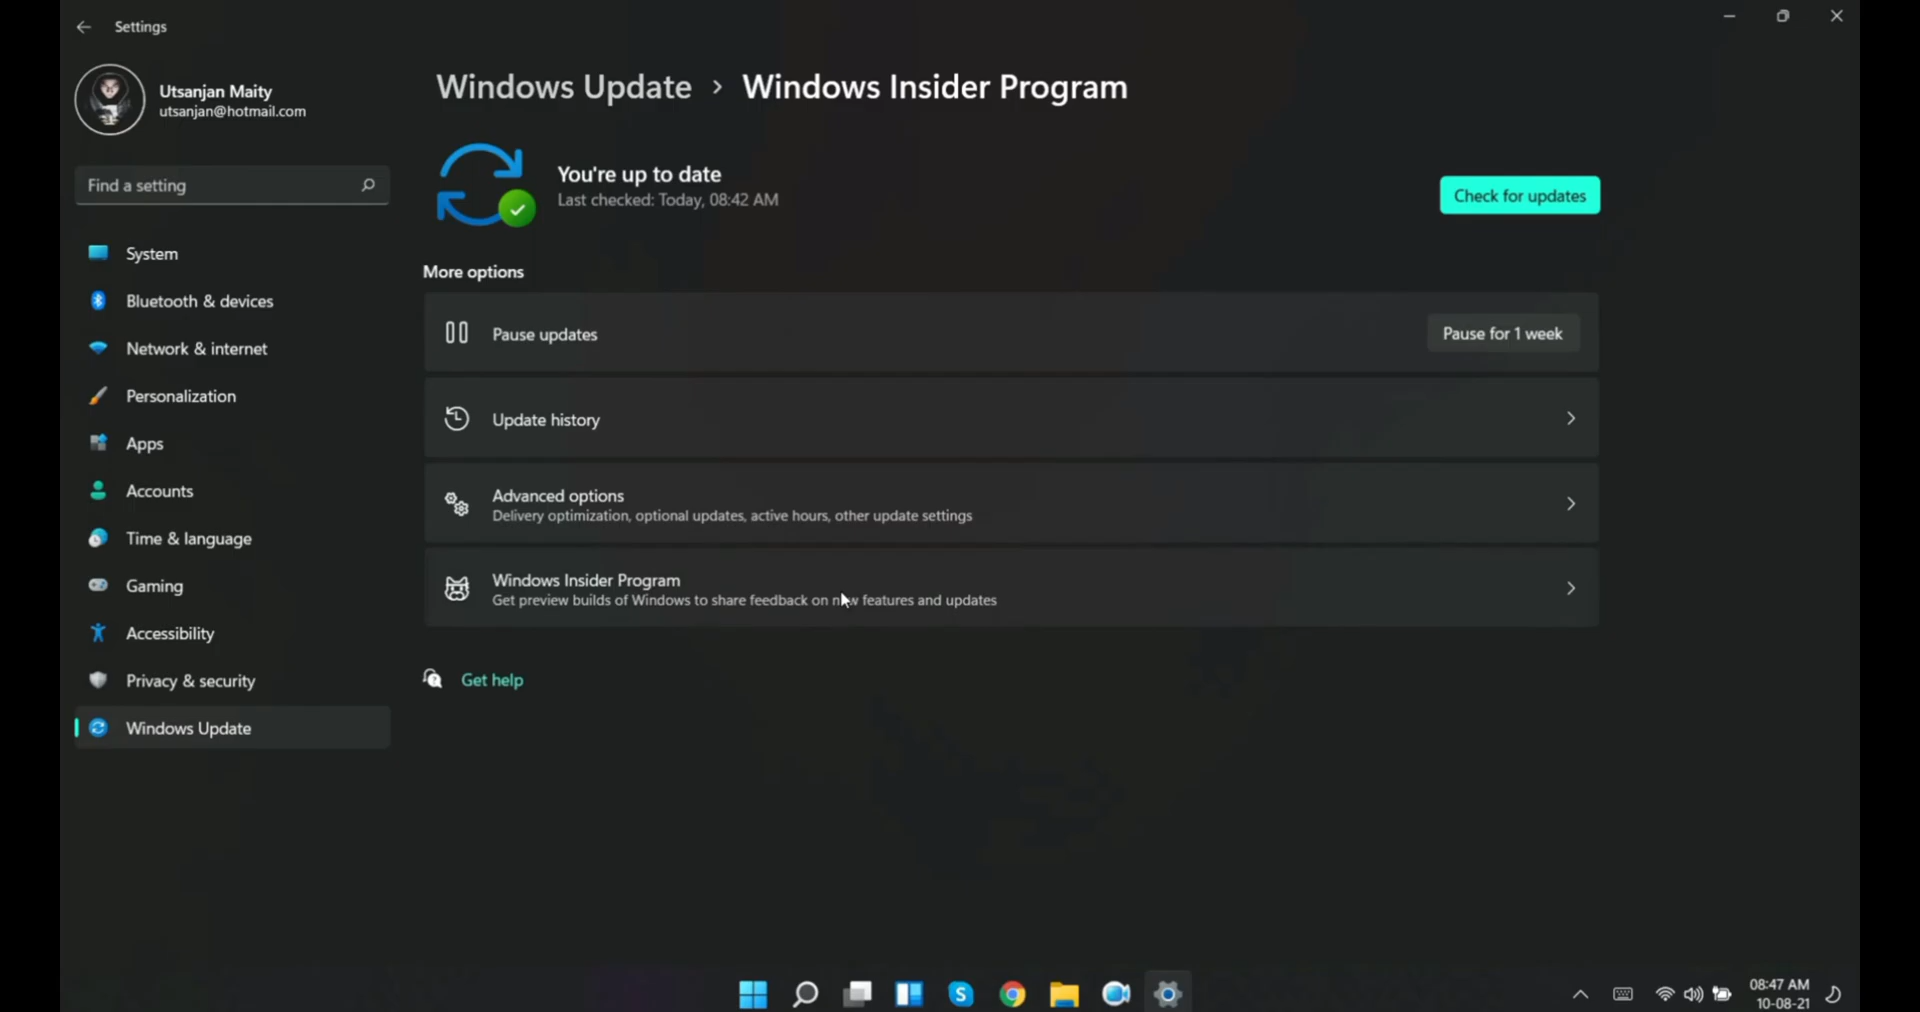 Settings
Utsanjan Maity
utsanjan@hotmail.com
Find a setting
System
Bluetooth & devices
Network & internet
Personalization
Apps
Accounts
Time & language
Gaming
Accessibility
Privacy & security
Windows Update
Windows Update › Windows Insider Program
You're up to date
Last checked: Today, 08:42 AM
Check for updates
More options
Pause updates
Pause for 1 week
Update history
Advanced options
Delivery optimization, optional updates, active hours, other update settings
Windows Insider Program
Get preview builds of Windows to share feedback on new features and updates
Get help
S
08:47 AM
10-08-21